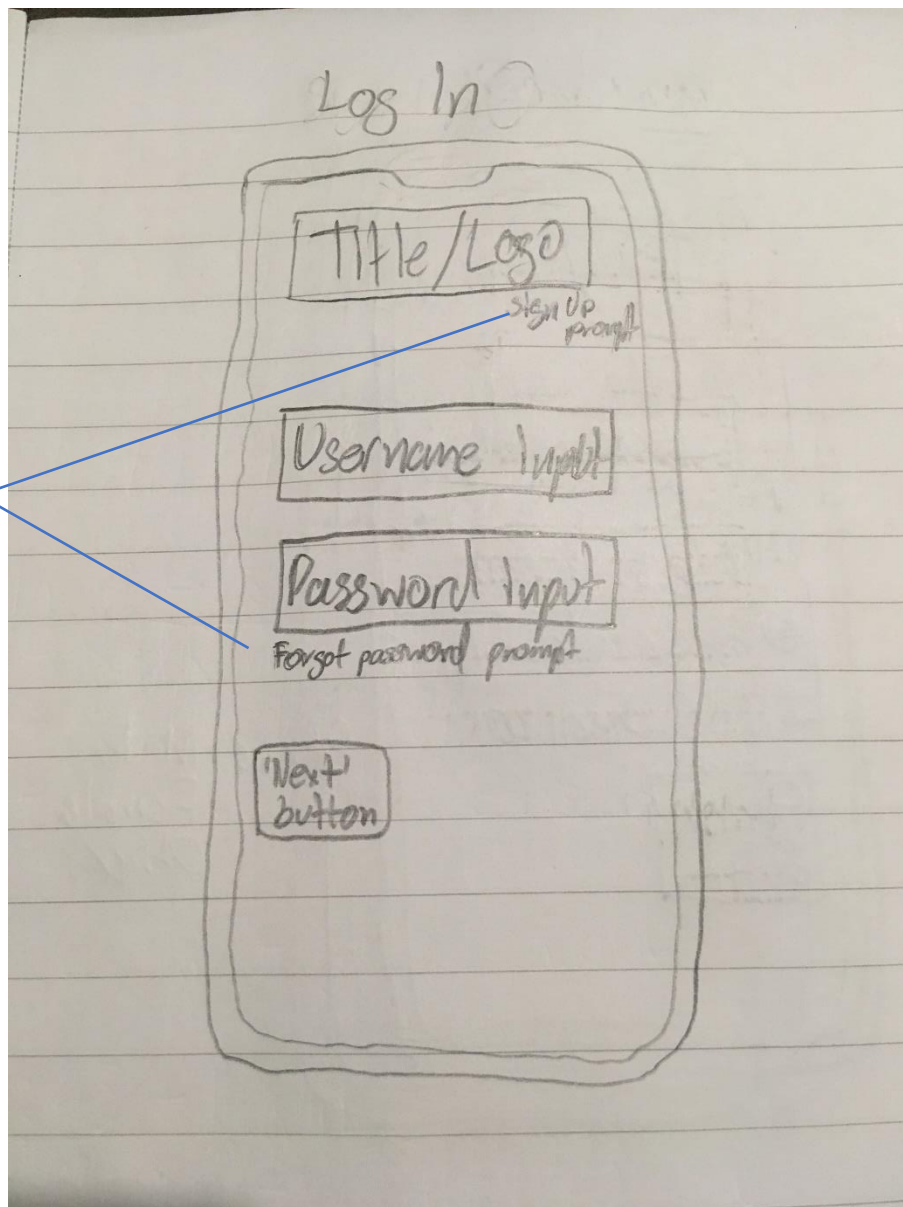 Log In
Title/Logo
Sign Up
prompt
Username Input
Password Input
Forgot password prompt
'Next'
button